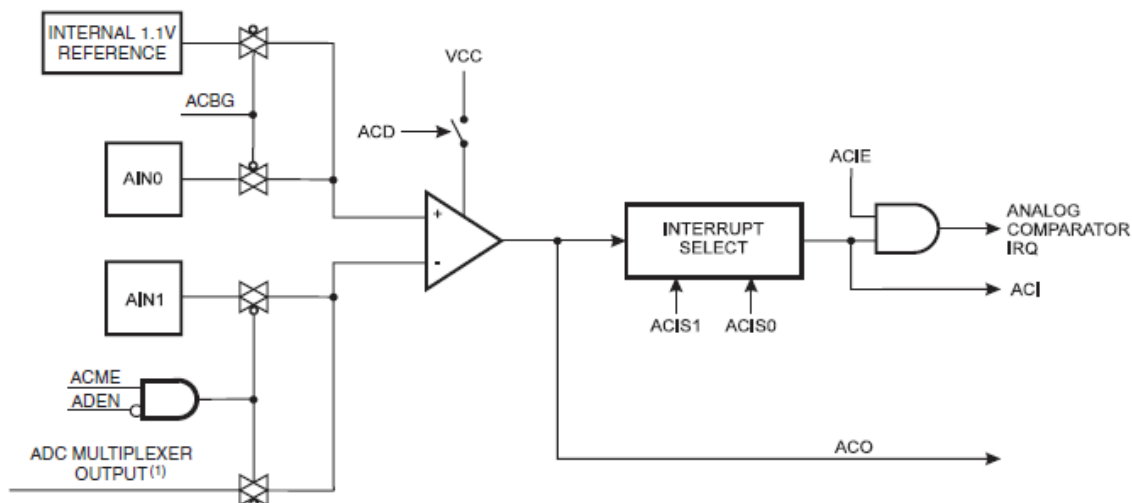 INTERNAL 1.1V
REFERENCE
ACBG
AIN0
VCC
ACD
+
-
AIN1
ACME
ADEN
ADC MULTIPLEXER
OUTPUT(1)
INTERRUPT
SELECT
ACIS1
ACIS0
ACIE
ANALOG
COMPARATOR
IRQ
ACI
ACO